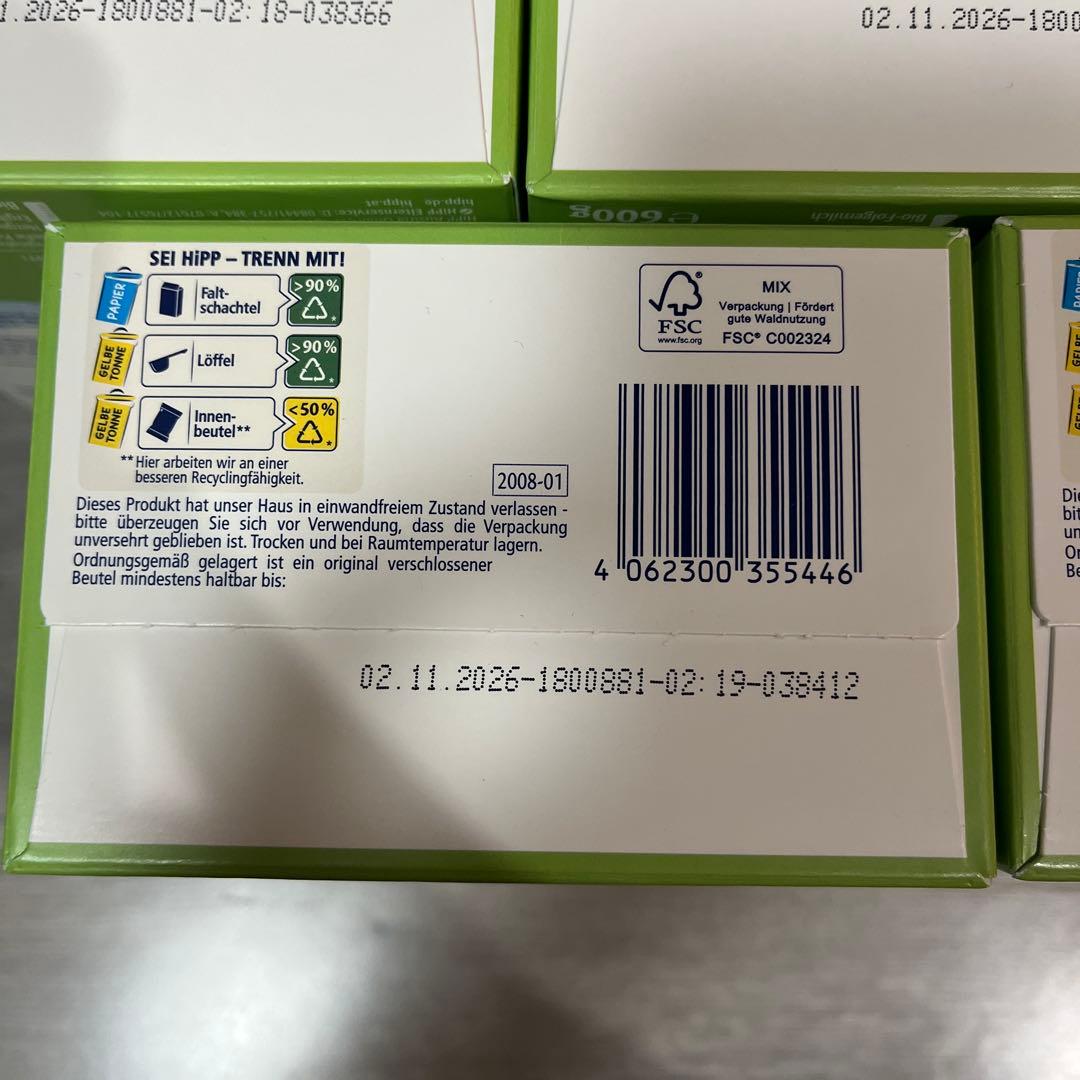 1.2026-1800881-02:18-038366
02.11.2026-1800
hipp.de hipp.at
Bio-Folgemilch
600g e
SEI HiPP – TRENN MIT!
PAPIER
Falt-
schachtel
>90%
*
GELBE
TONNE
Löffel
>90%
*
GELBE
TONNE
Innen-
beutel**
<50%
*
**Hier arbeiten wir an einer
besseren Recyclingfähigkeit.
2008-01
Dieses Produkt hat unser Haus in einwandfreiem Zustand verlassen -
bitte überzeugen Sie sich vor Verwendung, dass die Verpackung
unversehrt geblieben ist. Trocken und bei Raumtemperatur lagern.
Ordnungsgemäß gelagert ist ein original verschlossener
Beutel mindestens haltbar bis:
FSC®
www.fsc.org
MIX
Verpackung | Fördert
gute Waldnutzung
FSC® C002324
4 062300 355446
02.11.2026-1800881-02:19-038412